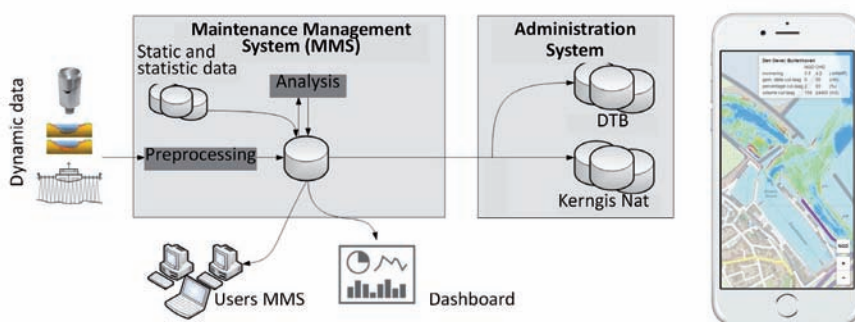 Dynamic data
Maintenance Management
System (MMS)
Static and
statistic data
Analysis
Preprocessing
Users MMS
Dashboard
Administration
System
DTB
Kerngis Nat
+
-